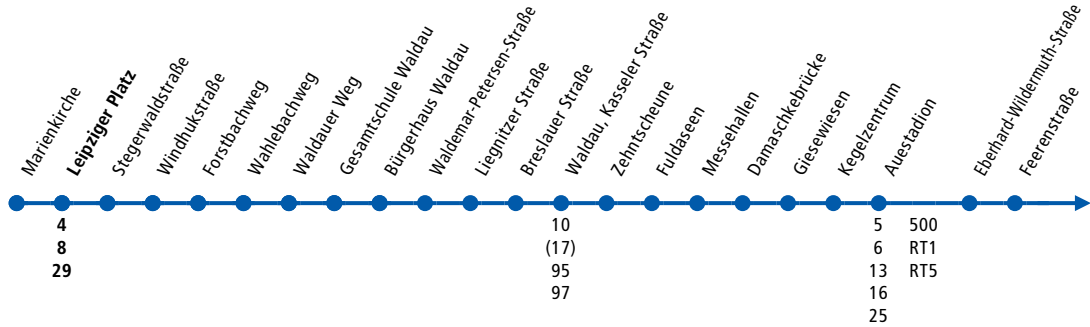 Marienkirche
Leipziger Platz
Stegerwaldstraße
Windhukstraße
Forstbachweg
Wahlebachweg
Waldauer Weg
Gesamtschule Waldau
Bürgerhaus Waldau
Waldemar-Petersen-Straße
Liegnitzer Straße
Breslauer Straße
Waldau, Kasseler Straße
Zehntscheune
Fuldaseen
Messehallen
Damaschkebrücke
Giesewiesen
Kegelzentrum
Auestadion
Eberhard-Wildermuth-Straße
Feerenstraße
4
8
29
10
(17)
95
97
5
6
13
16
25
500
RT1
RT5